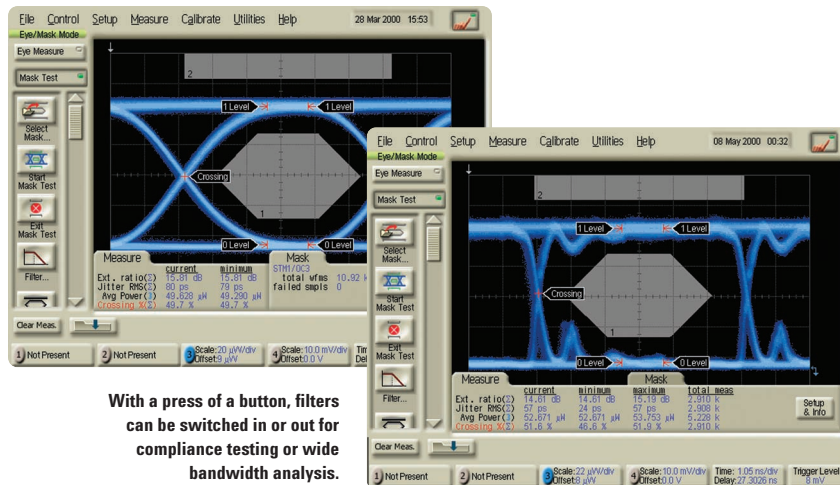 File Control Setup Measure Calibrate Utilities Help 28 Mar 2000 15:53
Eye/Mask Mode
Eye Measure
Mask Test
Select Mask...
Start Mask Test
Exit Mask Test
Filter...
2
1 Level 1 Level
Crossing
1
0 Level 0 Level
Measure Mask
current minimum STM1/OC3
Ext. ratio(Σ) 15.81 dB 15.81 dB total wfms 10.92 k
Jitter RMS(Σ) 80 ps 78 ps failed smpls 0
Avg Power(3) 49.628 µW 49.290 µW
Crossing %(Σ) 49.7 % 49.7 %
Clear Meas.
1) Not Present 2) Not Present 3) Scale:20 µW/div 4) Scale:10.0 mV/div
Offset:9 µW Offset:0.0 V
File Control Setup Measure Calibrate Utilities Help 08 May 2000 00:32
Eye/Mask Mode
Eye Measure
Mask Test
Select Mask...
Start Mask Test
Exit Mask Test
Filter...
2
1 Level 1 Level
Crossing
1
0 Level 0 Level
Measure Mask
current minimum maximum total meas
Ext. ratio(Σ) 14.61 dB 14.61 dB 15.19 dB 2.910 k
Jitter RMS(Σ) 57 ps 24 ps 57 ps 2.908 k
Avg Power(3) 52.671 µW 52.671 µW 53.753 µW 5.228 k
Crossing %(Σ) 51.6 % 46.6 % 51.9 % 2.910 k
Setup & Info
Clear Meas.
1) Not Present 2) Not Present 3) Scale:22 µW/div 4) Scale:10.0 mV/div Time: 1.05 ns/div Trigger Level
Offset:8 µW Offset:0.0 V Delay:27.3026 ns 8 mV
With a press of a button, filters
can be switched in or out for
compliance testing or wide
bandwidth analysis.